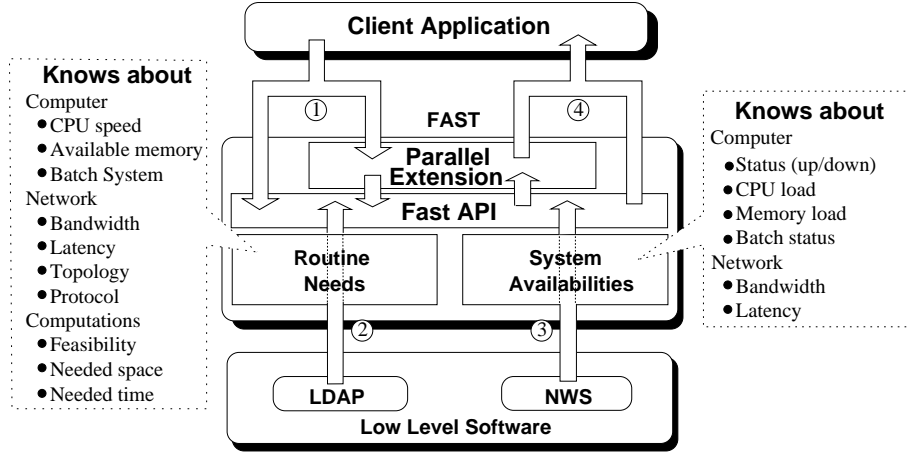 Client Application
Knows about
Computer
● CPU speed
● Available memory
● Batch System
Network
● Bandwidth
● Latency
● Topology
● Protocol
Computations
● Feasibility
● Needed space
● Needed time
1
4
FAST
Parallel
Extension
Fast API
Routine
Needs
System
Availabilities
2
3
LDAP
NWS
Low Level Software
Knows about
Computer
● Status (up/down)
● CPU load
● Memory load
● Batch status
Network
● Bandwidth
● Latency